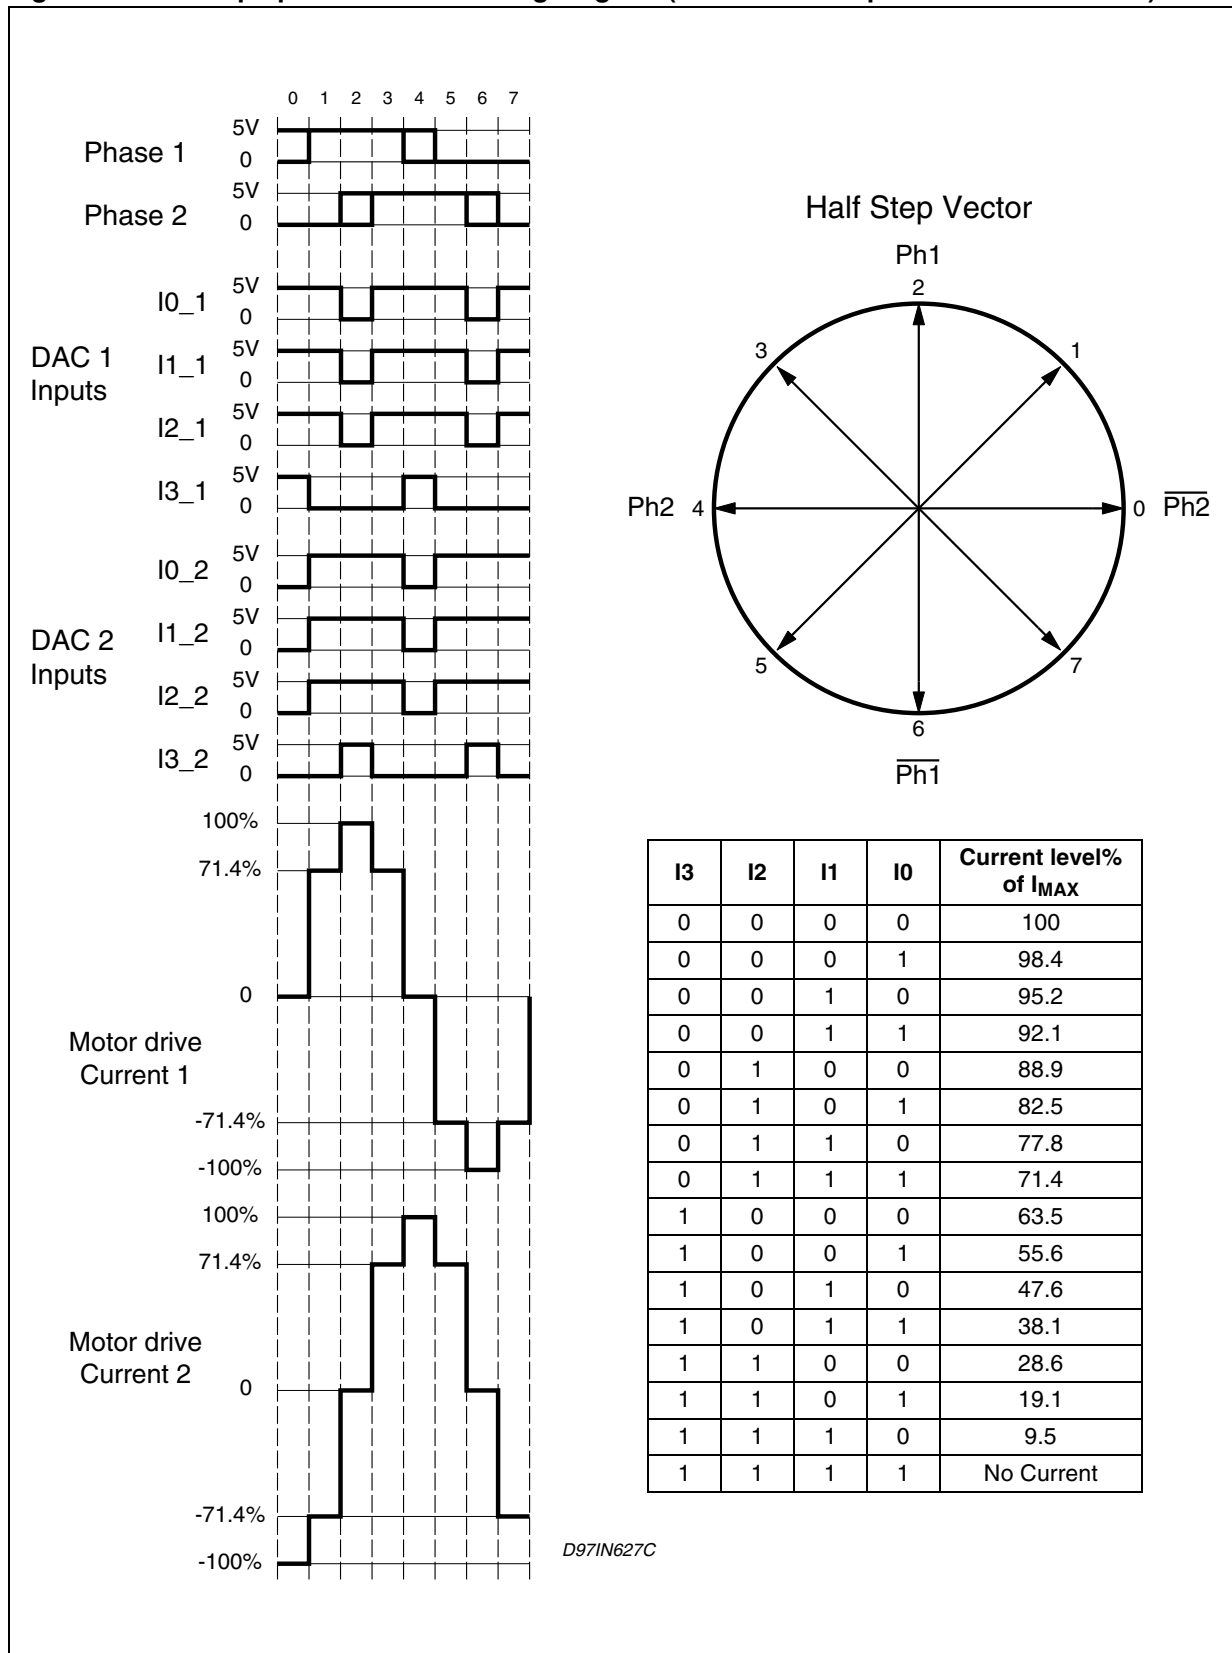 0 1 2 3 4 5 6 7
Phase 1
5V
0
Phase 2
5V
0
DAC 1
Inputs
I0_1
5V
0
I1_1
5V
0
I2_1
5V
0
I3_1
5V
0
DAC 2
Inputs
I0_2
5V
0
I1_2
5V
0
I2_2
5V
0
I3_2
5V
0
Motor drive
Current 1
100%
71.4%
0
-71.4%
-100%
Motor drive
Current 2
100%
71.4%
0
-71.4%
-100%
D97IN627C
Half Step Vector
Ph1
2
3
1
Ph2 4
0 P̅h̅2̅
5
7
6
P̅h̅1̅
I3 I2 I1 I0 Current level%
of IMAX
0 0 0 0 100
0 0 0 1 98.4
0 0 1 0 95.2
0 0 1 1 92.1
0 1 0 0 88.9
0 1 0 1 82.5
0 1 1 0 77.8
0 1 1 1 71.4
1 0 0 0 63.5
1 0 0 1 55.6
1 0 1 0 47.6
1 0 1 1 38.1
1 1 0 0 28.6
1 1 0 1 19.1
1 1 1 0 9.5
1 1 1 1 No Current